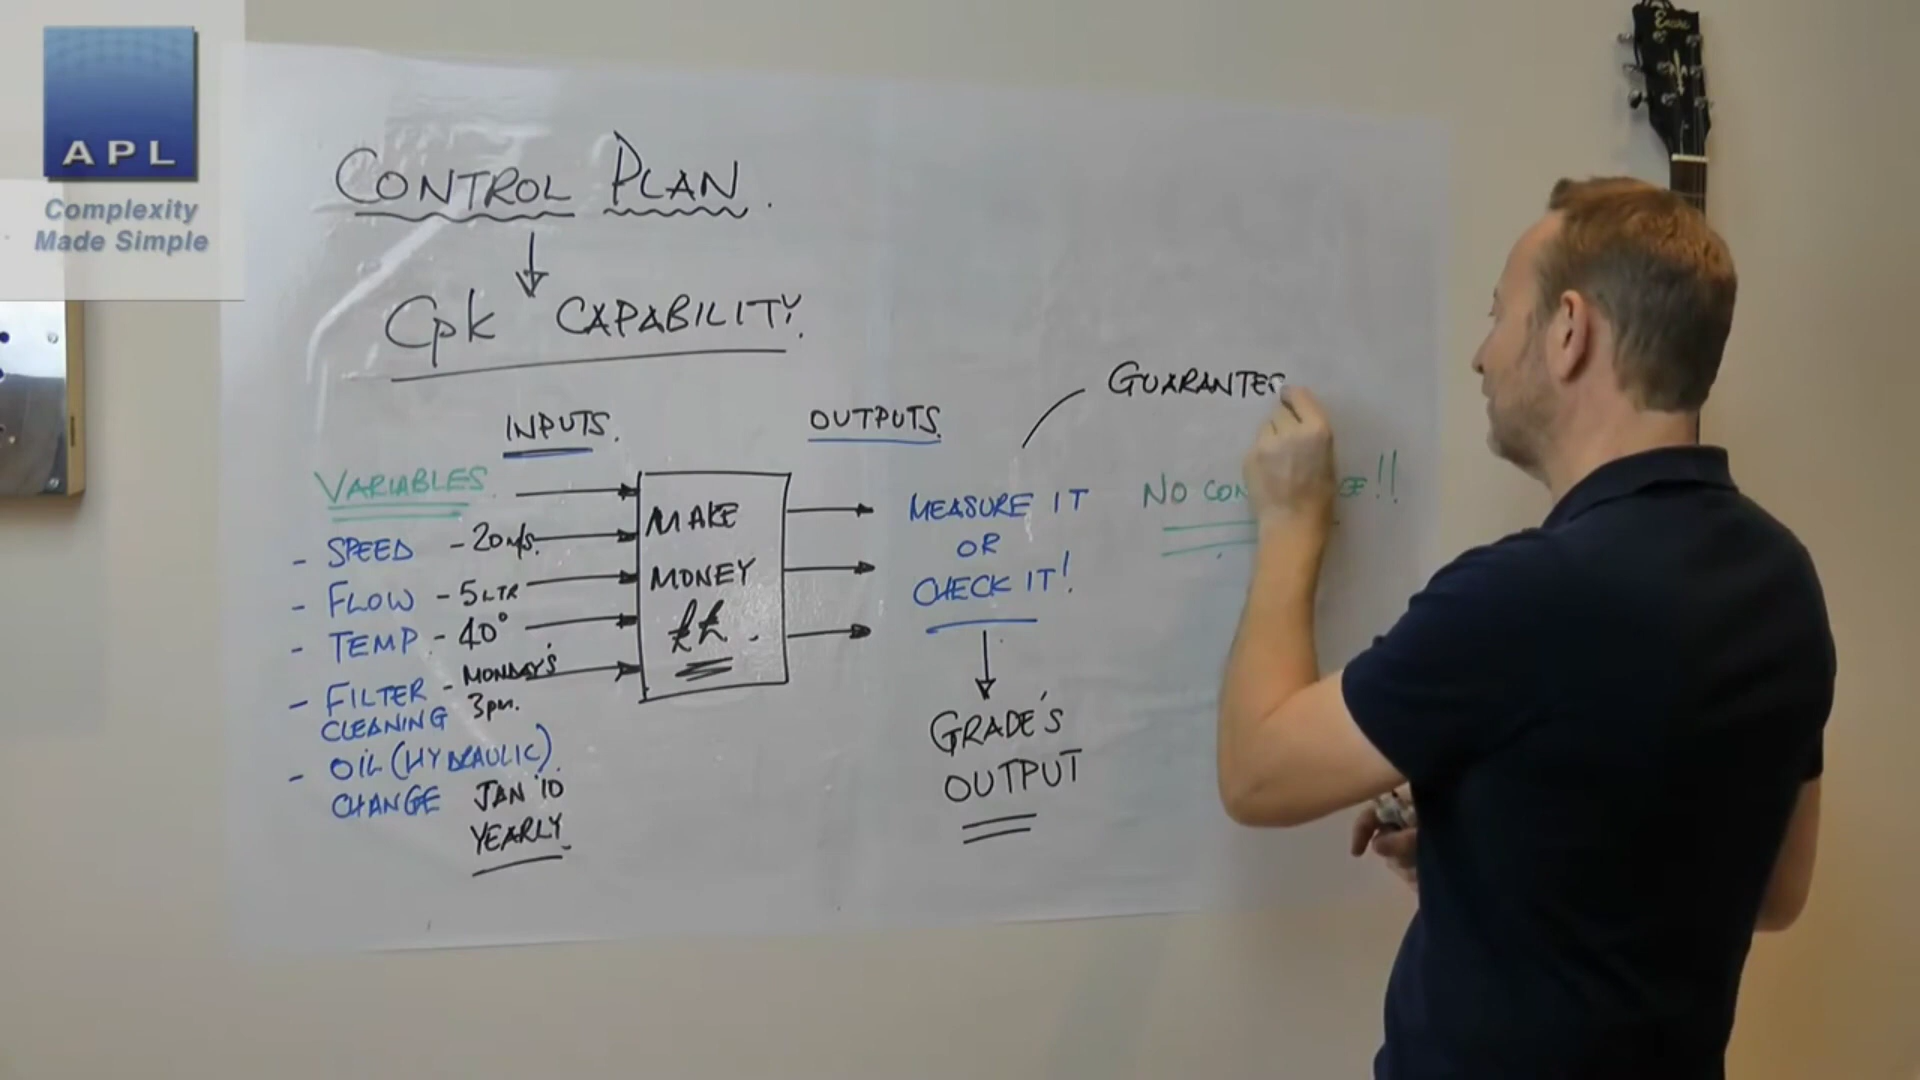 APL
Complexity
Made Simple
CONTROL PLAN.
Cpk CAPABILITY.
INPUTS.
OUTPUTS.
VARIABLES
- SPEED - 20m/s.
- FLOW - 5LTR
- TEMP - 40°
- FILTER - MONDAY'S
CLEANING 3pm.
- OIL (HYDRAULIC)
CHANGE JAN '10
YEARLY
MAKE
MONEY
££.
MEASURE IT
OR
CHECK IT!
GRADE'S
OUTPUT
GUARANTEE
NO